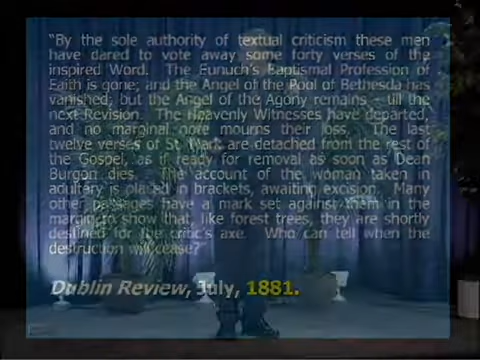 “By the sole authority of textual criticism these men
have dared to vote away some forty verses of the
inspired Word. The Eunuch's Baptismal Profession of
Faith is gone; and the Angel of the Pool of Bethesda has
vanished; but the Angel of the Agony remains – till the
next Revision. The Heavenly Witnesses have departed,
and no marginal note mourns their loss. The last
twelve verses of St. Mark are detached from the rest of
the Gospel, as if ready for removal as soon as Dean
Burgon dies. The account of the woman taken in
adultary is placed in brackets, awaiting excision. Many
other passages have a mark set against them in the
margin to show that, like forest trees, they are shortly
destined for the critic's axe. Who can tell when the
destruction will cease?”
Dublin Review, July, 1881.